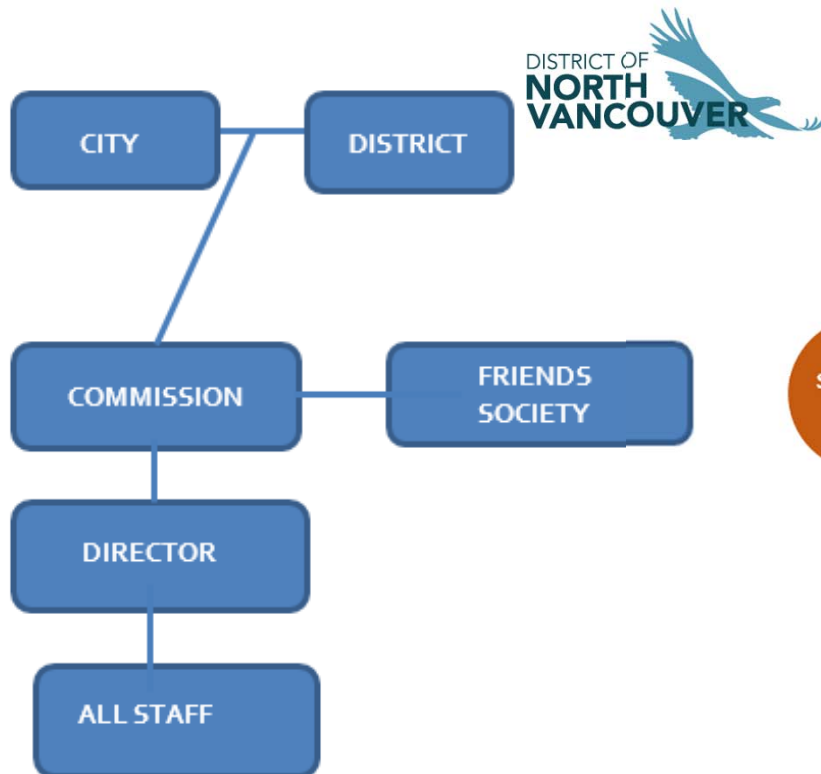 DISTRICT OF
NORTH
VANCOUVER
CITY
DISTRICT
COMMISSION
FRIENDS
SOCIETY
DIRECTOR
ALL STAFF